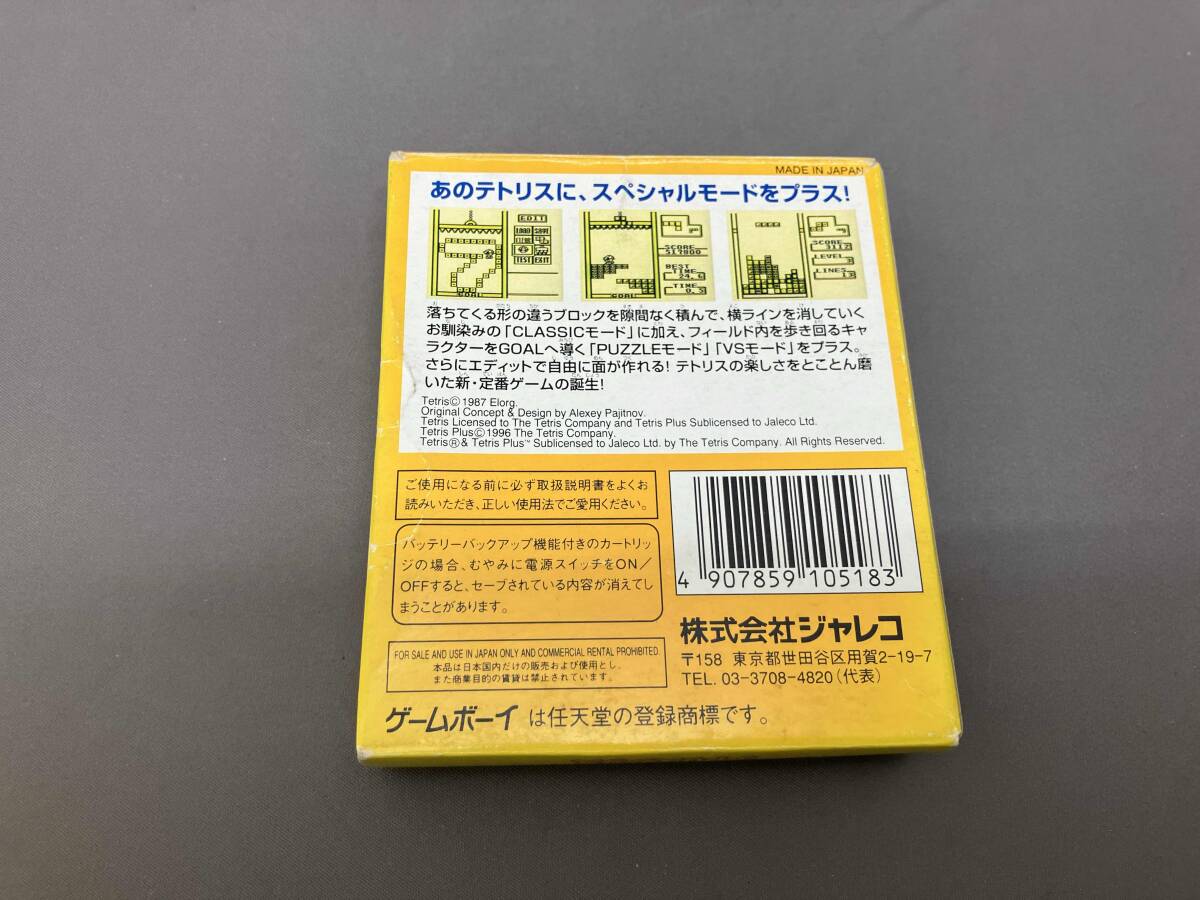 MADE IN JAPAN
あのテトリスに、スペシャルモードをプラス!
EDIT
TEST EXIT
GOAL
SCORE
517800
BEST
TIME
24.6
TIME
0.3
GOAL
SCORE
3112
LEVEL
3
LINES
13
落ちてくる形の違うブロックを隙間なく積んで、横ラインを消していく
お馴染みの「CLASSICモード」に加え、フィールド内を歩き回るキャ
ラクターをGOALへ導く「PUZZLEモード」「VSモード」をプラス。
さらにエディットで自由に面が作れる! テトリスの楽しさをとことん磨
いた新・定番ゲームの誕生!
Tetris© 1987 Elorg.
Original Concept & Design by Alexey Pajitnov.
Tetris Licensed to The Tetris Company and Tetris Plus Sublicensed to Jaleco Ltd.
Tetris Plus©1996 The Tetris Company.
Tetris®& Tetris Plus™ Sublicensed to Jaleco Ltd. by The Tetris Company. All Rights Reserved.
ご使用になる前に必ず取扱説明書をよくお
読みいただき、正しい使用法でご愛用ください。
バッテリーバックアップ機能付きのカートリッ
ジの場合、むやみに電源スイッチをON/
OFFすると、セーブされている内容が消えてし
まうことがあります。
4 907859 105183
FOR SALE AND USE IN JAPAN ONLY AND COMMERCIAL RENTAL PROHIBITED.
本品は日本国内だけの販売および使用とし、
また商業目的の賃貸は禁止されています。
株式会社ジャレコ
〒158 東京都世田谷区用賀2-19-7
TEL. 03-3708-4820(代表)
ゲームボーイ は任天堂の登録商標です。